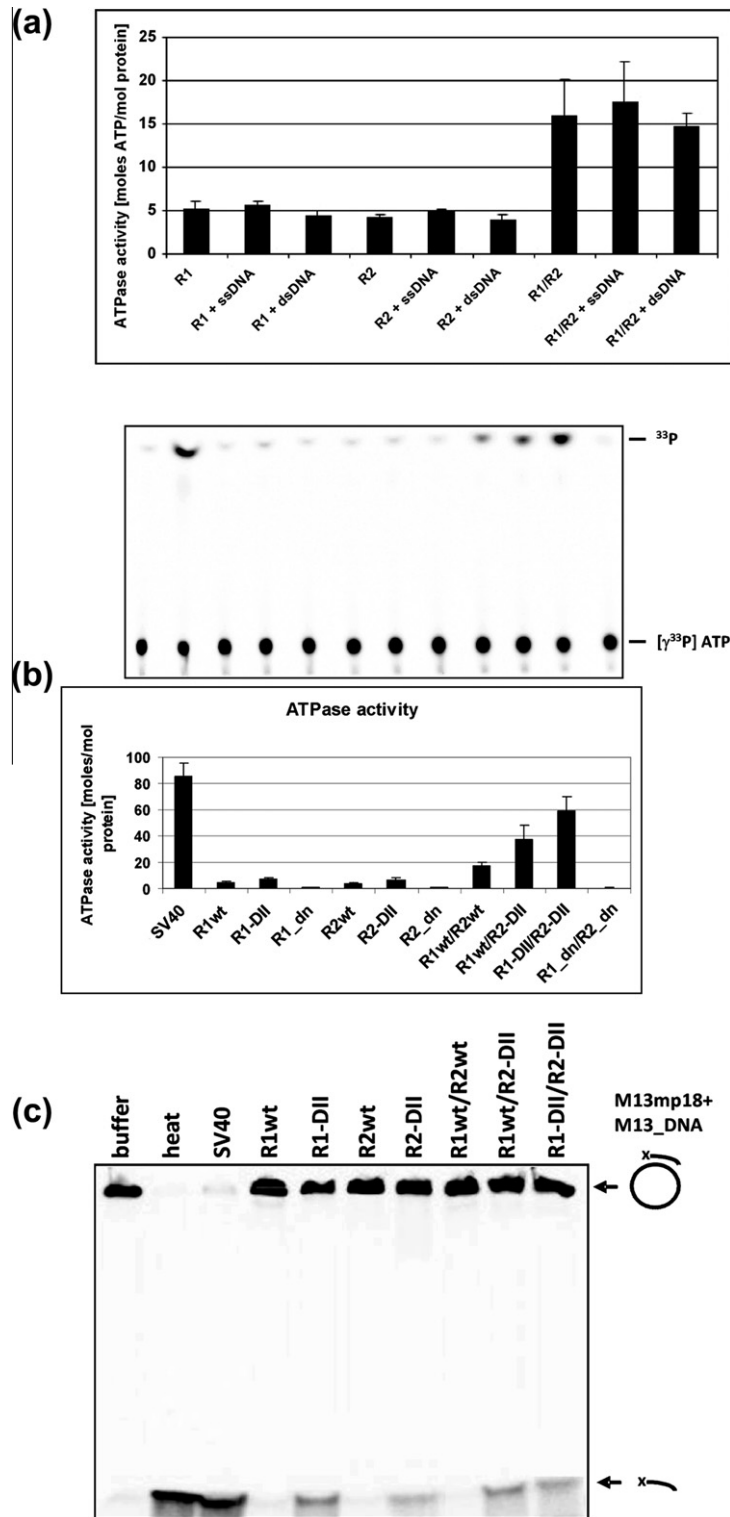 (a)
ATPase activity [moles ATP/mol protein]
25
20
15
10
5
0
R1
R1 + ssDNA
R1 + dsDNA
R2
R2 + ssDNA
R2 + dsDNA
R1/R2
R1/R2 + ssDNA
R1/R2 + dsDNA
³³P
[γ³³P] ATP
(b)
ATPase activity
ATPase activity [moles/mol
protein]
100
80
60
40
20
0
SV40
R1wt
R1-DII
R1_dn
R2wt
R2-DII
R2_dn
R1wt/R2wt
R1wt/R2-DII
R1-DII/R2-DII
R1_dn/R2_dn
(c)
buffer
heat
SV40
R1wt
R1-DII
R2wt
R2-DII
R1wt/R2wt
R1wt/R2-DII
R1-DII/R2-DII
M13mp18+
M13_DNA
x
x